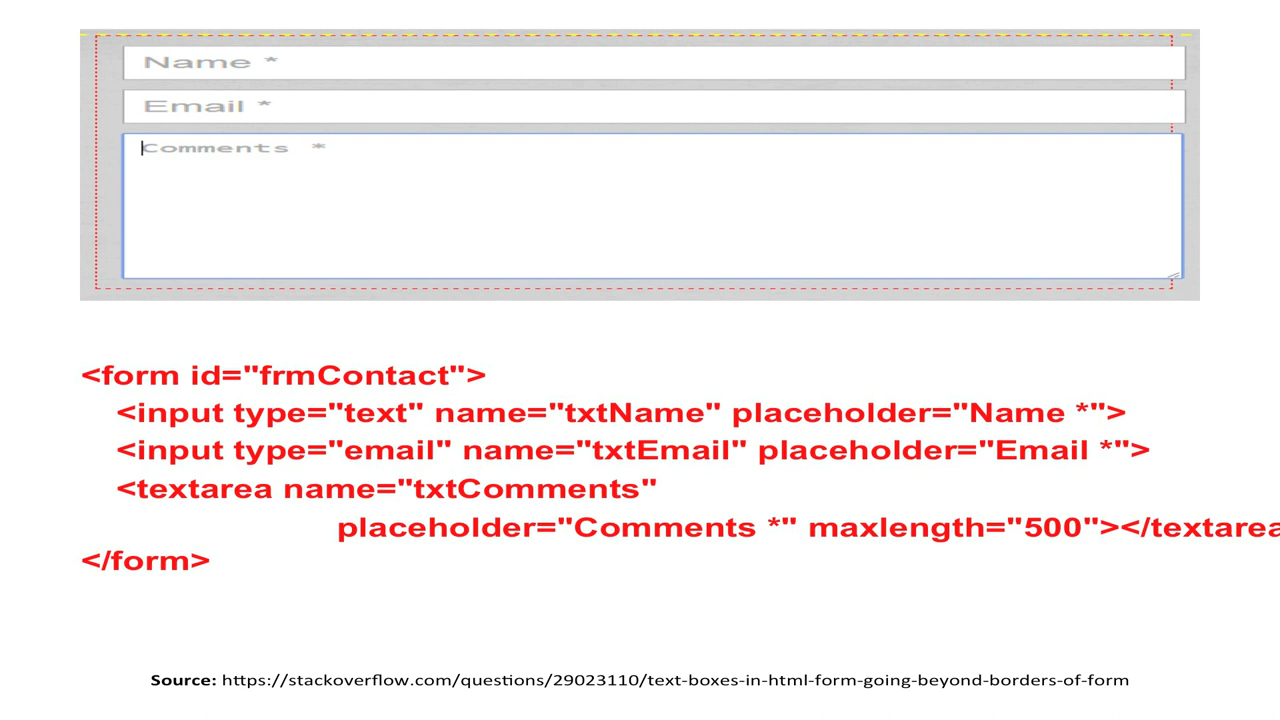 Name *
Email *
Comments *
<form id="frmContact">
<input type="text" name="txtName" placeholder="Name *">
<input type="email" name="txtEmail" placeholder="Email *">
<textarea name="txtComments"
placeholder="Comments *" maxlength="500"></textarea
</form>
Source: https://stackoverflow.com/questions/29023110/text-boxes-in-html-form-going-beyond-borders-of-form